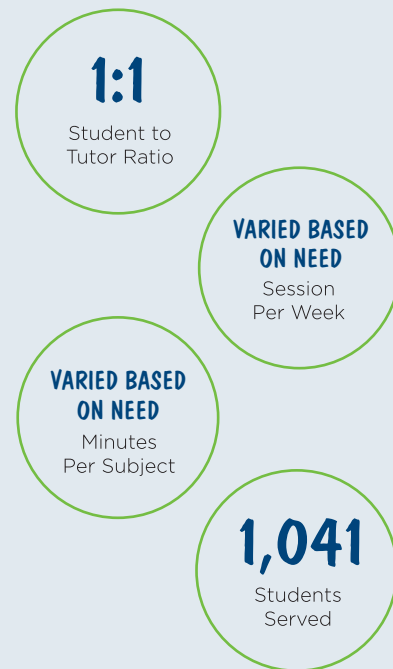 1:1
Student to
Tutor Ratio
VARIED BASED
ON NEED
Session
Per Week
VARIED BASED
ON NEED
Minutes
Per Subject
1,041
Students
Served